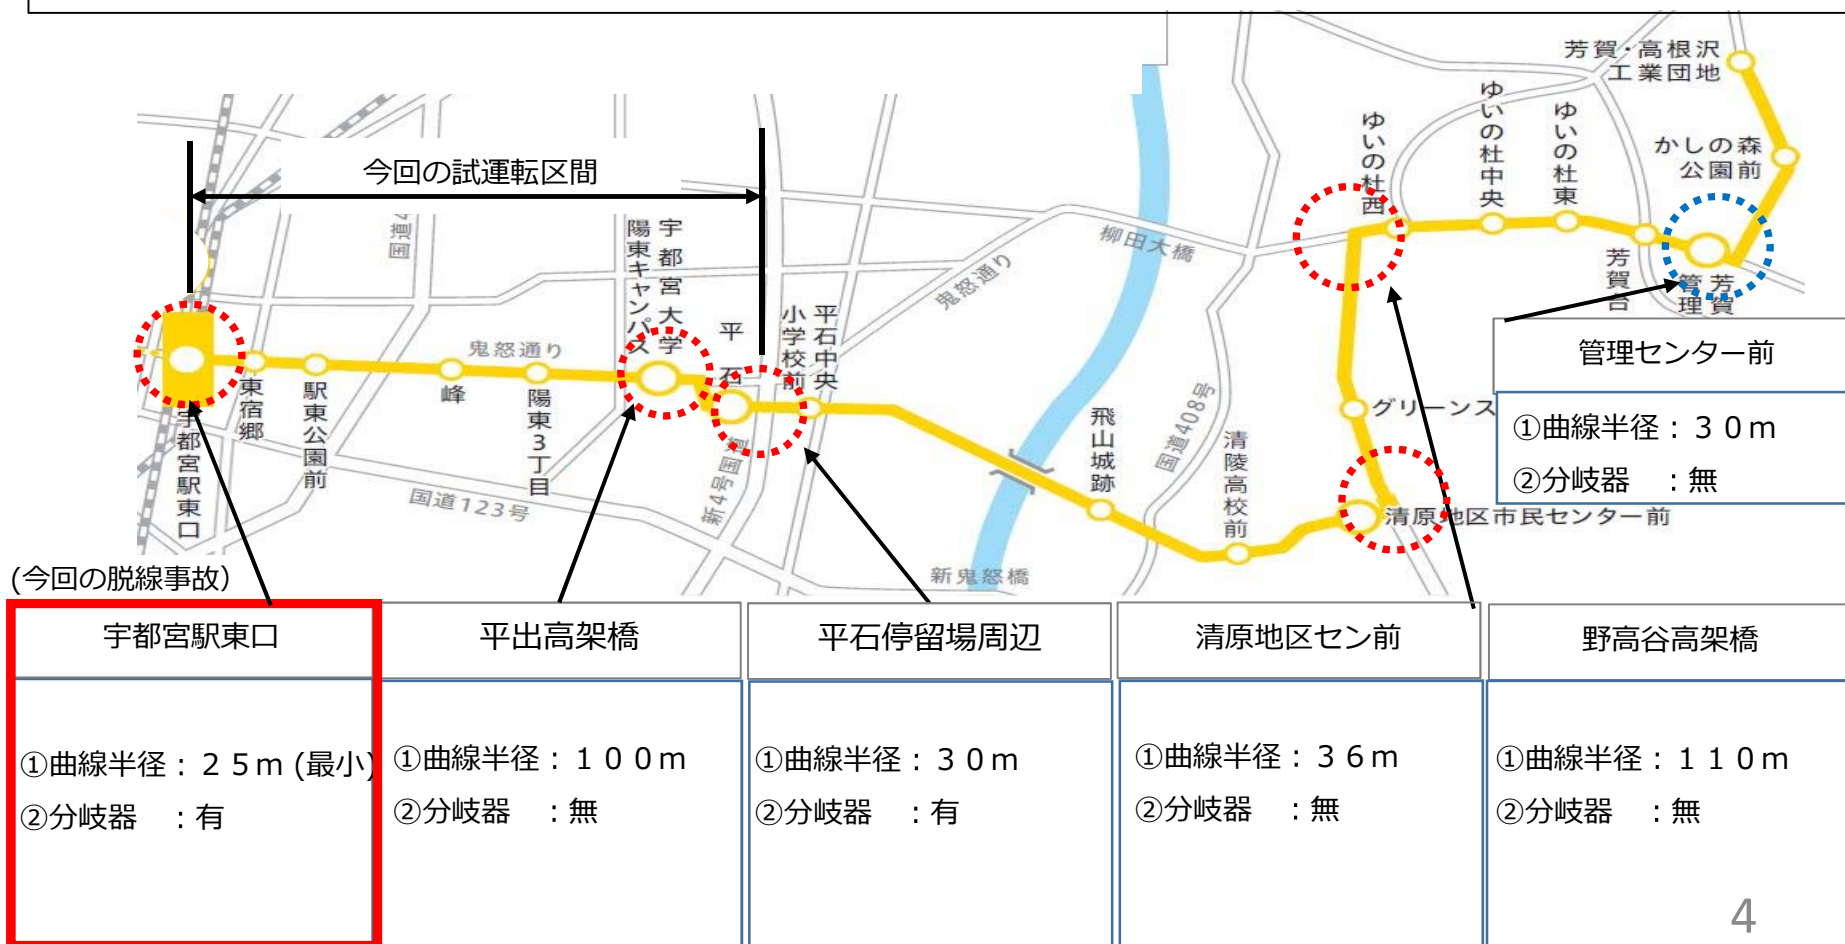 芳賀・高根沢
工業団地
かしの森
公園前
ゆいの杜東
ゆいの杜中央
ゆいの杜西
今回の試運転区間
国道4
宇都宮大学
陽東キャンパス
柳田大橋
鬼怒通り
芳賀台
芳賀
管理
平石
平石中央
小学校前
鬼怒通り
管理センター前
①曲線半径：３０ｍ
②分岐器　：無
東宿郷
駅東公園前
峰
陽東3丁目
グリーンス
飛山城跡
国道408号
清陵高校前
清原地区市民センター前
宇都宮駅東口
国道123号
新4号国道
新鬼怒橋
(今回の脱線事故）
宇都宮駅東口
①曲線半径：２５ｍ (最小)
②分岐器　：有
平出高架橋
①曲線半径：１００ｍ
②分岐器　：無
平石停留場周辺
①曲線半径：３０ｍ
②分岐器　：有
清原地区セン前
①曲線半径：３６ｍ
②分岐器　：無
野高谷高架橋
①曲線半径：１１０ｍ
②分岐器　：無
4